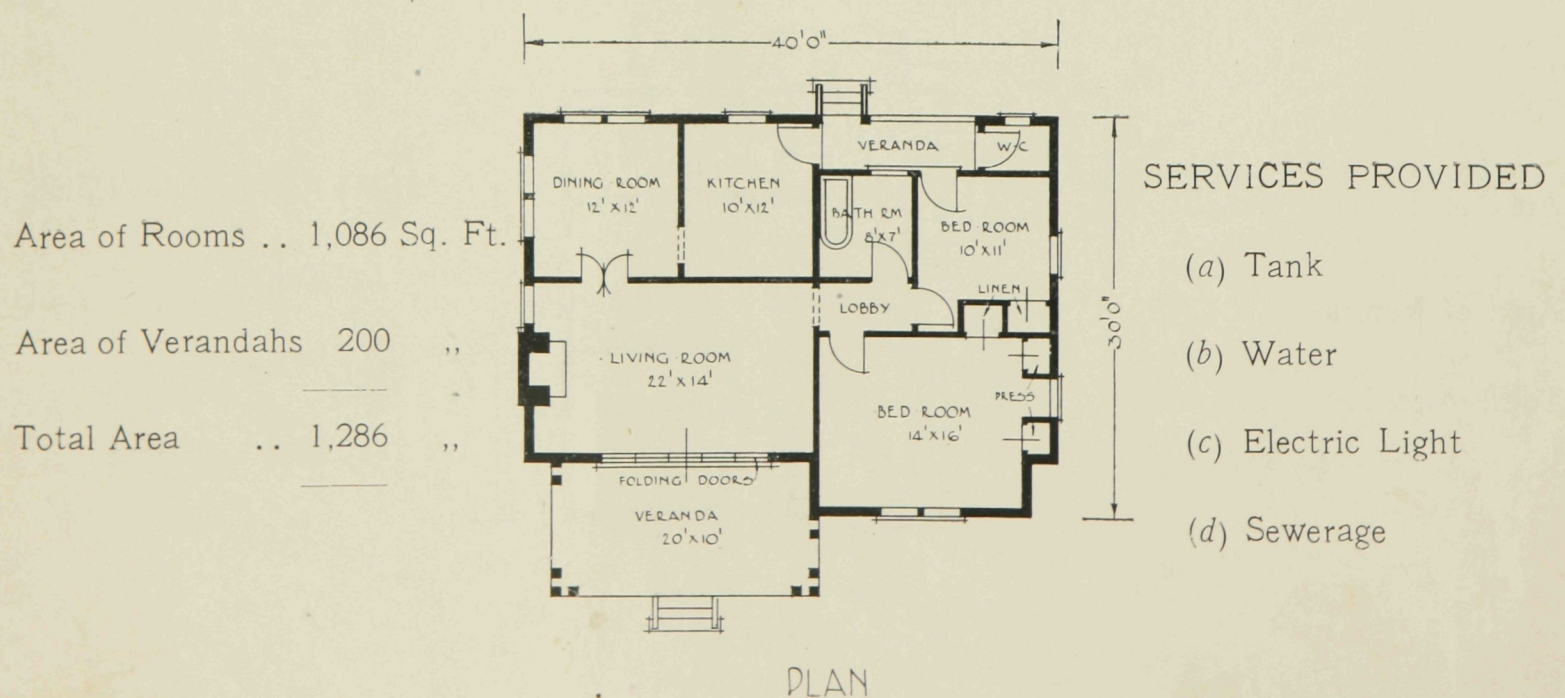 40'0"
VERANDA
W-C
DINING ROOM
12' X 12'
KITCHEN
10' X 12'
BATH RM
8' X 7'
BED ROOM
10' X 11'
LINEN
LOBBY
30'0"
LIVING ROOM
22' X 14'
PRESS
BED ROOM
14' X 16'
FOLDING DOORS
VERANDA
20' X 10'
PLAN
Area of Rooms .. 1,086 Sq. Ft.
Area of Verandahs 200 ,,
Total Area .. 1,286 ,,
SERVICES PROVIDED
(a) Tank
(b) Water
(c) Electric Light
(d) Sewerage